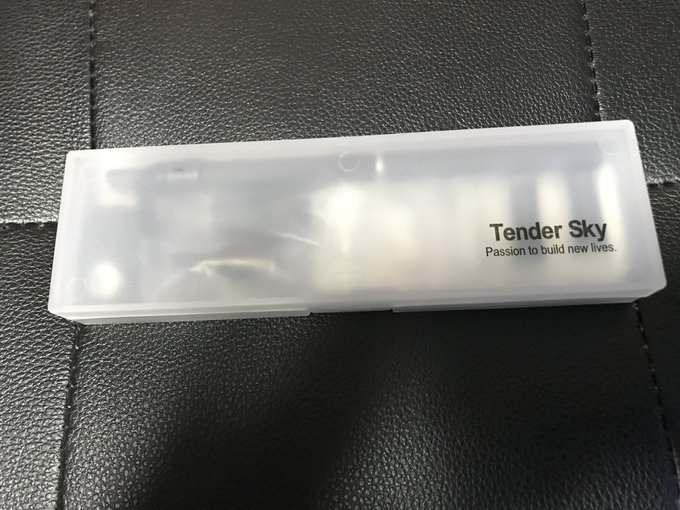 Tender Sky
Passion to build new lives.